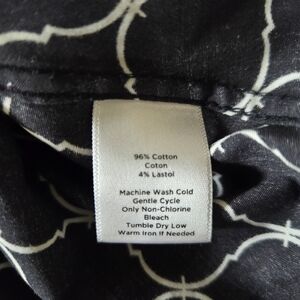 96% Cotton
Coton
4% Lastol
Machine Wash Cold
Gentle Cycle
Only Non-Chlorine
Bleach
Tumble Dry Low
Warm Iron If Needed